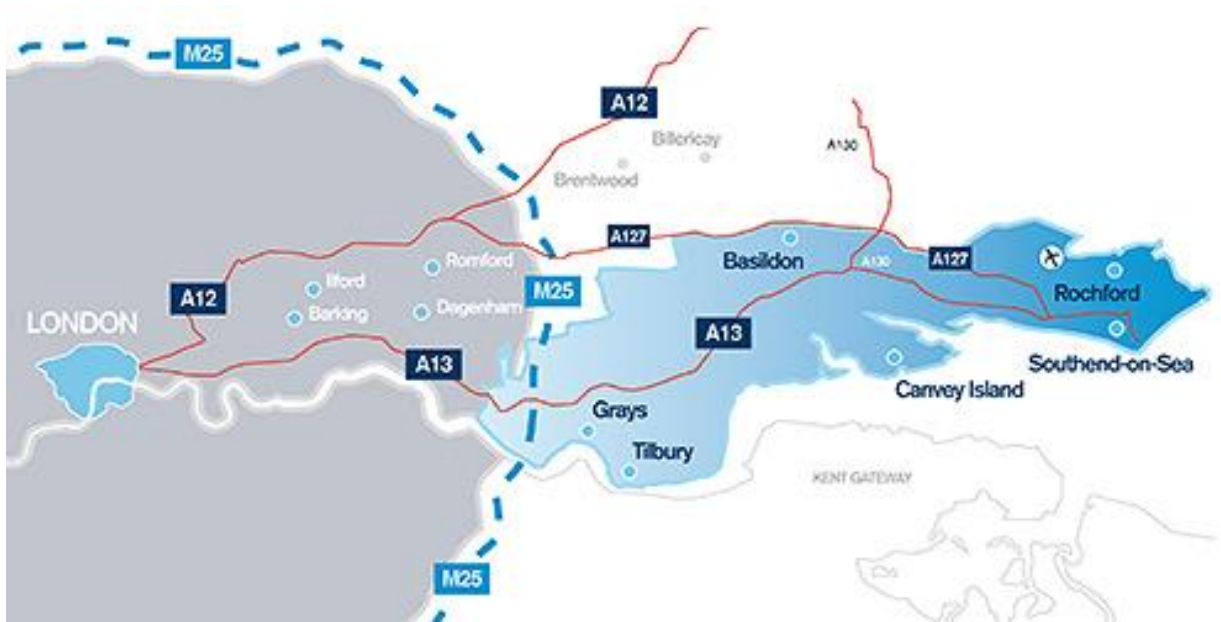 M25
A12
Billericay
Brentwood
A130
A127
Basildon
A130
A127
Romford
Ilford
Rochford
M25
A12
Barking
Dagenham
LONDON
A13
A13
Southend-on-Sea
Canvey Island
Grays
Tilbury
KENT GATEWAY
M25